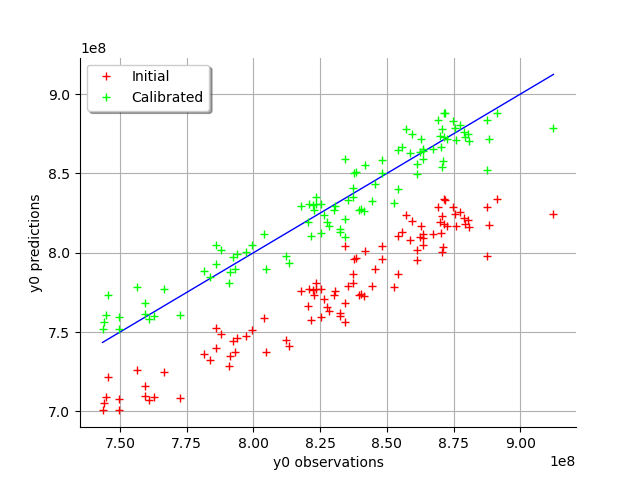 1e8
Initial
Calibrated
9.0
8.5
8.0
7.5
7.0
y0 predictions
7.50
7.75
8.00
8.25
8.50
8.75
9.00
y0 observations
1e8